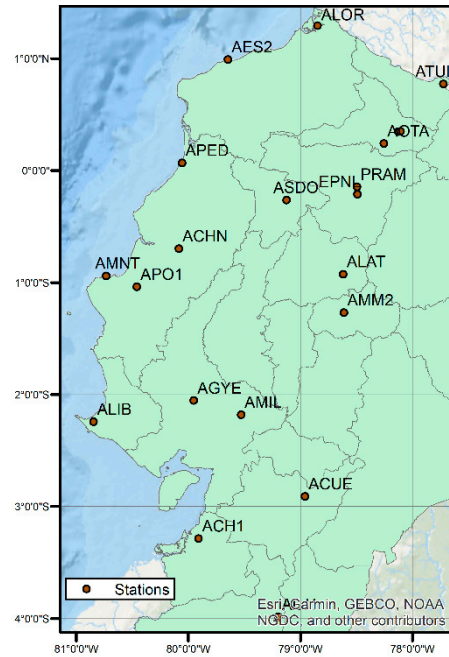 ALOR
AES2
1°0'0"N
ATUL
AOTA
APED
0°0'0"
EPNL
PRAM
ASDO
ACHN
AMNT
ALAT
1°0'0"S
APO1
AMM2
2°0'0"S
AGYE
AMIL
ALIB
ACUE
3°0'0"S
ACH1
Stations
Esri, Garmin, GEBCO, NOAA
NGDC, and other contributors
4°0'0"S
81°0'0"W 80°0'0"W 79°0'0"W 78°0'0"W